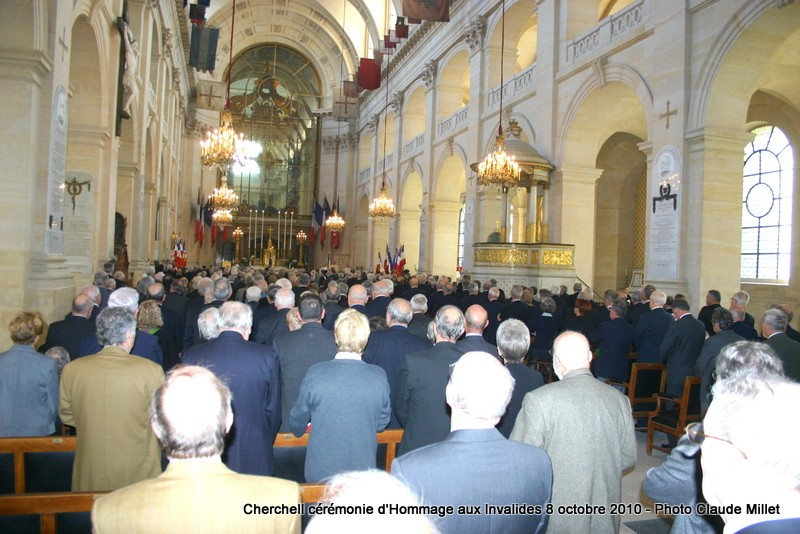 Cherchell cérémonie d'Hommage aux invalides 8 octobre 2010 - Photo Claude Millet